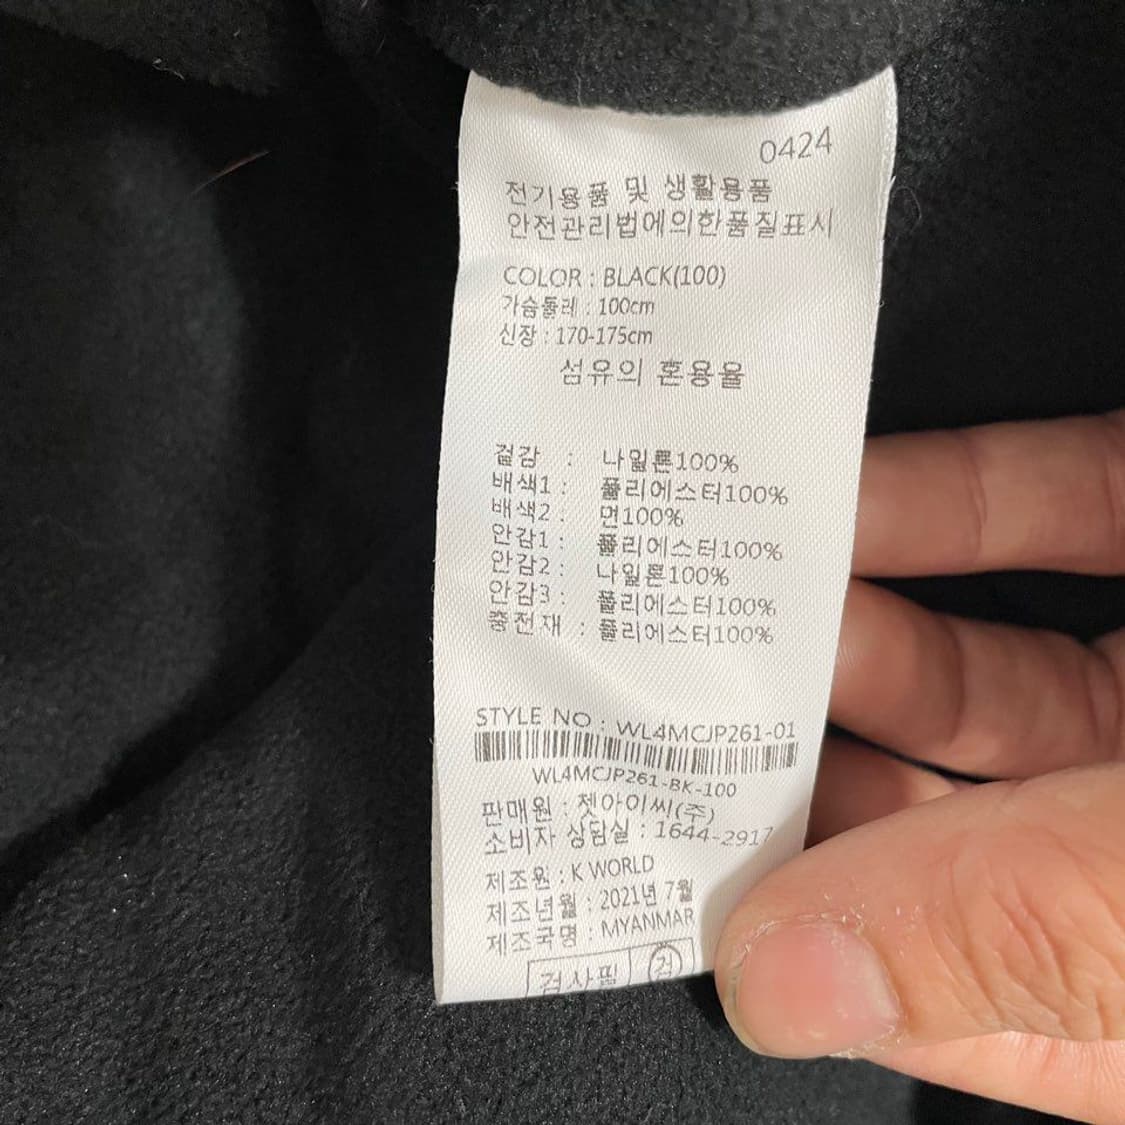 0424
전기용품 및 생활용품
안전관리법에의한품질표시
COLOR : BLACK(100)
가슴둘레 : 100cm
신장 : 170-175cm
섬유의 혼용율
겉감 : 나일론100%
배색1 : 폴리에스터100%
배색2 : 면100%
안감1 : 폴리에스터100%
안감2 : 나일론100%
안감3 : 폴리에스터100%
충전재 : 폴리에스터100%
STYLE NO : WL4MCJP261-01
WL4MCJP261-BK-100
판매원 : 젯아이씨(주)
소비자 상담실 : 1644-2917
제조원 : K WORLD
제조년월 : 2021년 7월
제조국명 : MYANMAR
검사필 검